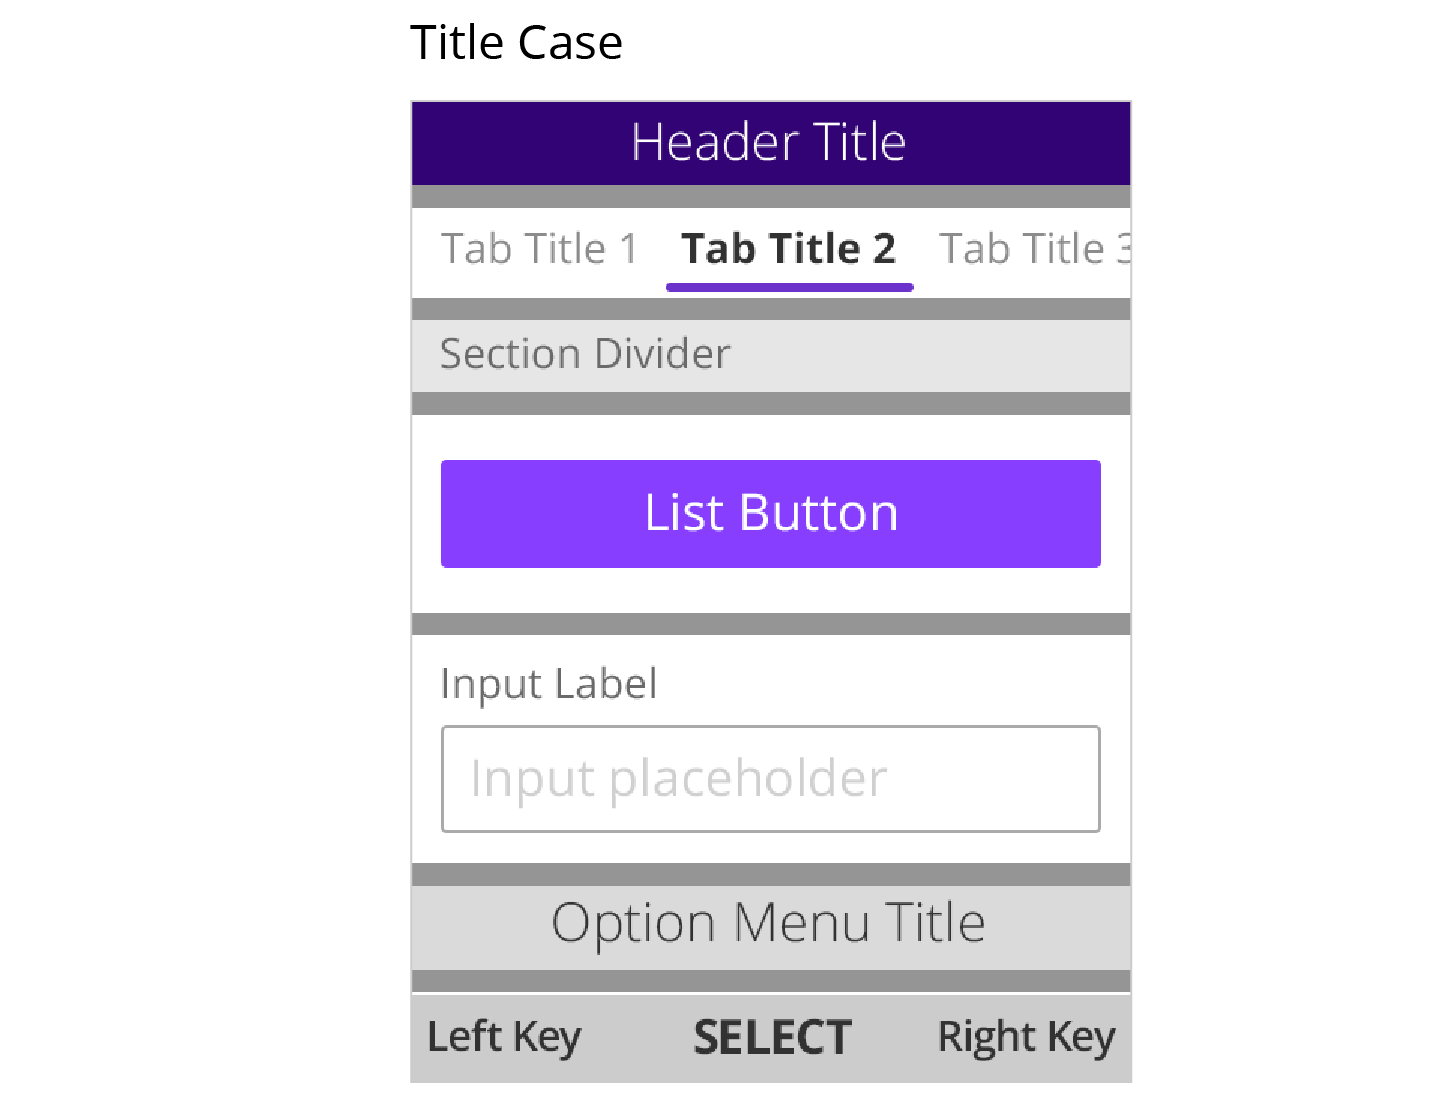 Title Case
Header Title
Tab Title 1 Tab Title 2 Tab Title 3
Section Divider
List Button
Input Label
Input placeholder
Option Menu Title
Left Key SELECT Right Key